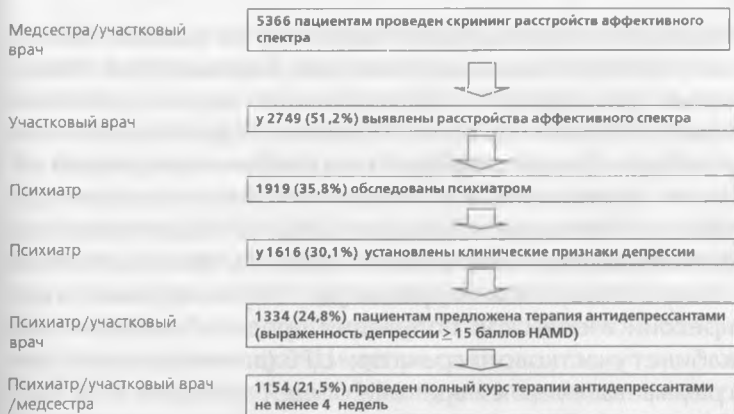 Медсестра/участковый
врач
5366 пациентам проведен скрининг расстройств аффективного
спектра
Участковый врач
у 2749 (51,2%) выявлены расстройства аффективного спектра
Психиатр
1919 (35,8%) обследованы психиатром
Психиатр
у 1616 (30,1%) установлены клинические признаки депрессии
Психиатр/участковый
врач
1334 (24,8%) пациентам предложена терапия антидепрессантами
(выраженность депрессии ≥ 15 баллов HAMD)
Психиатр/участковый врач
/медсестра
1154 (21,5%) проведен полный курс терапии антидепрессантами
не менее 4 недель